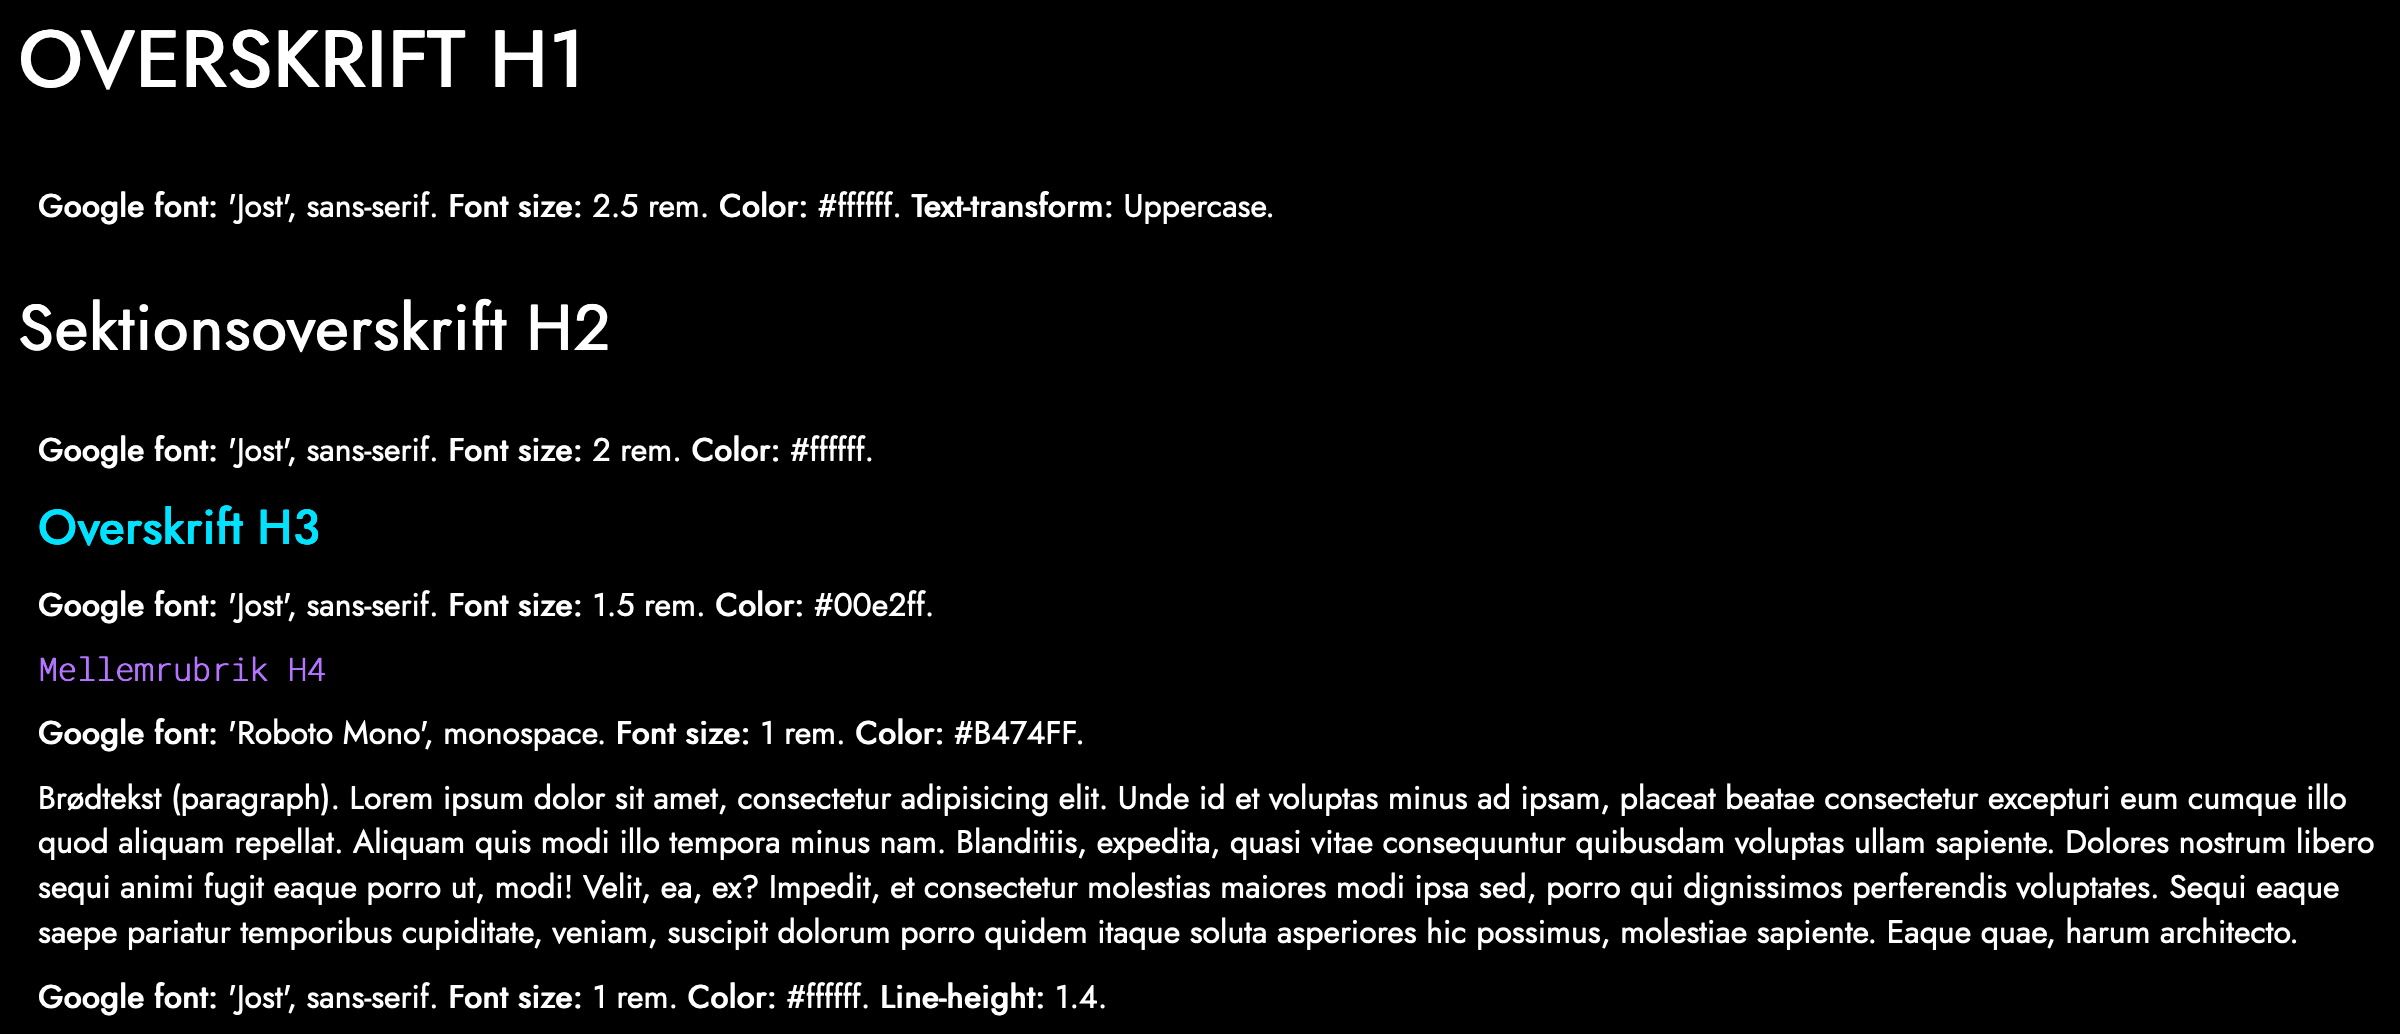 OVERSKRIFT H1
Google font: 'Jost', sans-serif. Font size: 2.5 rem. Color: #ffffff. Text-transform: Uppercase.
Sektionsoverskrift H2
Google font: 'Jost', sans-serif. Font size: 2 rem. Color: #ffffff.
Overskrift H3
Google font: 'Jost', sans-serif. Font size: 1.5 rem. Color: #00e2ff.
Mellemrubrik H4
Google font: 'Roboto Mono', monospace. Font size: 1 rem. Color: #B474FF.
Brødtekst (paragraph). Lorem ipsum dolor sit amet, consectetur adipisicing elit. Unde id et voluptas minus ad ipsam, placeat beatae consectetur excepturi eum cumque illo
quod aliquam repellat. Aliquam quis modi illo tempora minus nam. Blanditiis, expedita, quasi vitae consequuntur quibusdam voluptas ullam sapiente. Dolores nostrum libero
sequi animi fugit eaque porro ut, modi! Velit, ea, ex? Impedit, et consectetur molestias maiores modi ipsa sed, porro qui dignissimos perferendis voluptates. Sequi eaque
saepe pariatur temporibus cupiditate, veniam, suscipit dolorum porro quidem itaque soluta asperiores hic possimus, molestiae sapiente. Eaque quae, harum architecto.
Google font: 'Jost', sans-serif. Font size: 1 rem. Color: #ffffff. Line-height: 1.4.